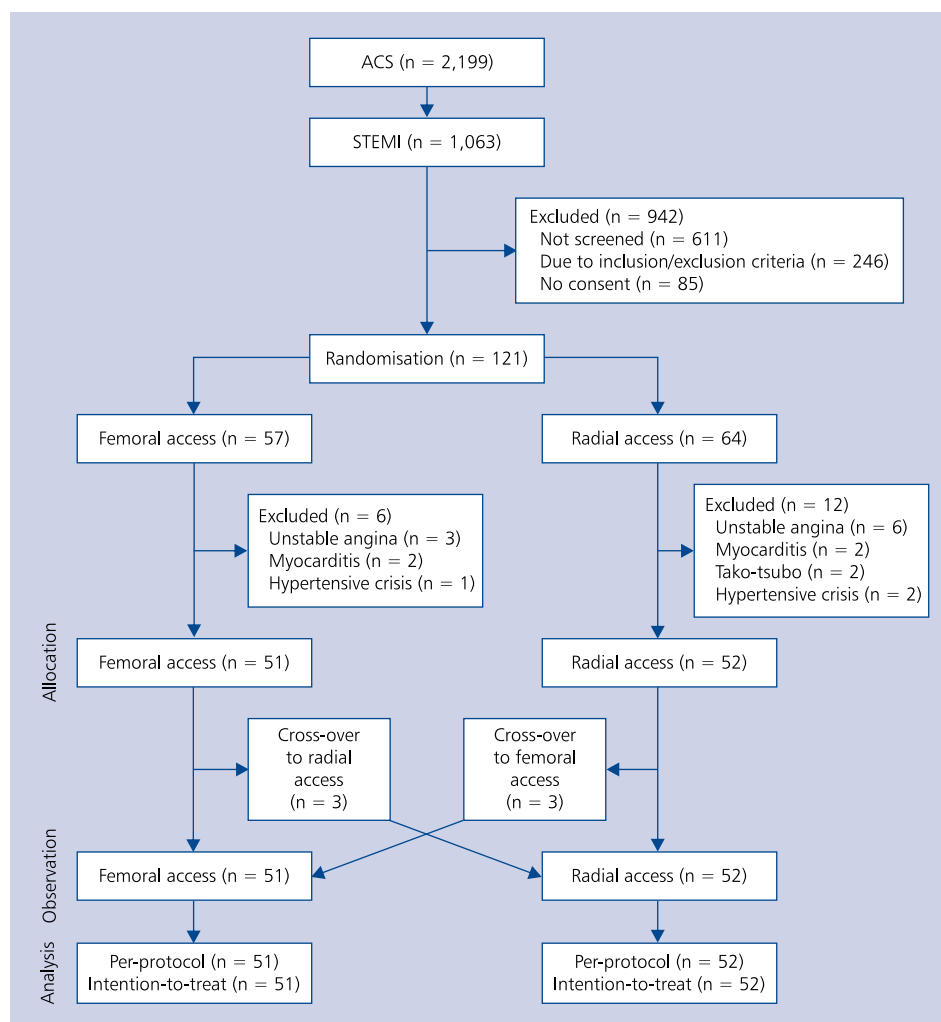 ACS (n = 2,199)
STEMI (n = 1,063)
Excluded (n = 942)
Not screened (n = 611)
Due to inclusion/exclusion criteria (n = 246)
No consent (n = 85)
Randomisation (n = 121)
Femoral access (n = 57)
Radial access (n = 64)
Excluded (n = 6)
Unstable angina (n = 3)
Myocarditis (n = 2)
Hypertensive crisis (n = 1)
Excluded (n = 12)
Unstable angina (n = 6)
Myocarditis (n = 2)
Tako-tsubo (n = 2)
Hypertensive crisis (n = 2)
Allocation
Femoral access (n = 51)
Radial access (n = 52)
Cross-over
to radial
access
(n = 3)
Cross-over
to femoral
access
(n = 3)
Observation
Femoral access (n = 51)
Radial access (n = 52)
Analysis
Per-protocol (n = 51)
Intention-to-treat (n = 51)
Per-protocol (n = 52)
Intention-to-treat (n = 52)